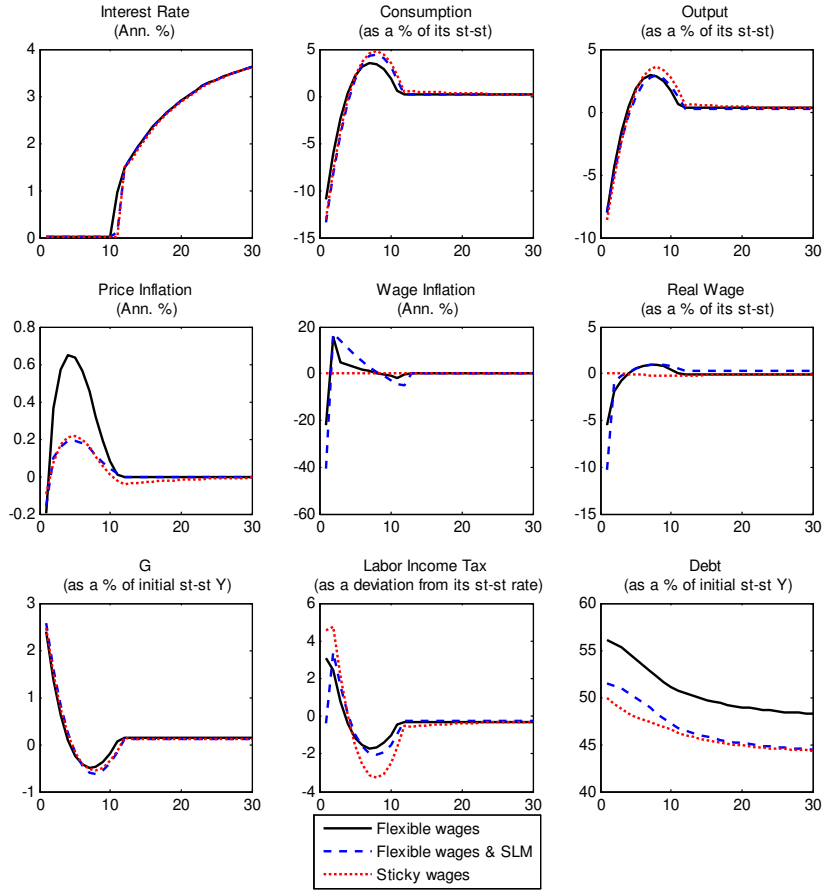 Interest Rate
(Ann. %)
4
3
2
1
0
0 10 20 30
Consumption
(as a % of its st-st)
5
0
-5
-10
-15
0 10 20 30
Output
(as a % of its st-st)
10
5
0
-5
-10
0 10 20 30
Price Inflation
(Ann. %)
0.8
0.6
0.4
0.2
0
-0.2
0 10 20 30
Wage Inflation
(Ann. %)
20
0
-20
-40
-60
0 10 20 30
Real Wage
(as a % of its st-st)
5
0
-5
-10
-15
0 10 20 30
G
(as a % of initial st-st Y)
3
2
1
0
-1
0 10 20 30
Labor Income Tax
(as a deviation from its st-st rate)
6
4
2
0
-2
-4
0 10 20 30
Debt
(as a % of initial st-st Y)
60
55
50
45
40
0 10 20 30
Flexible wages
Flexible wages & SLM
Sticky wages